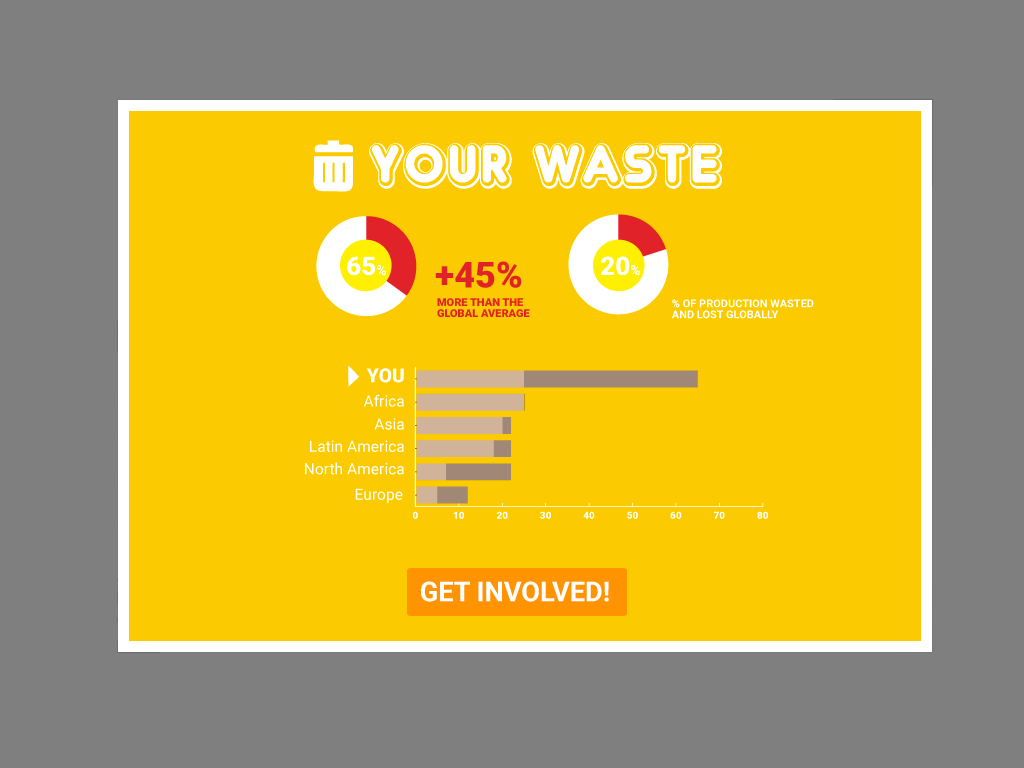 YOUR WASTE
65%
+45%
MORE THAN THE
GLOBAL AVERAGE
20%
% OF PRODUCTION WASTED
AND LOST GLOBALLY
YOU
Africa
Asia
Latin America
North America
Europe
0 10 20 30 40 50 60 70 80
GET INVOLVED!